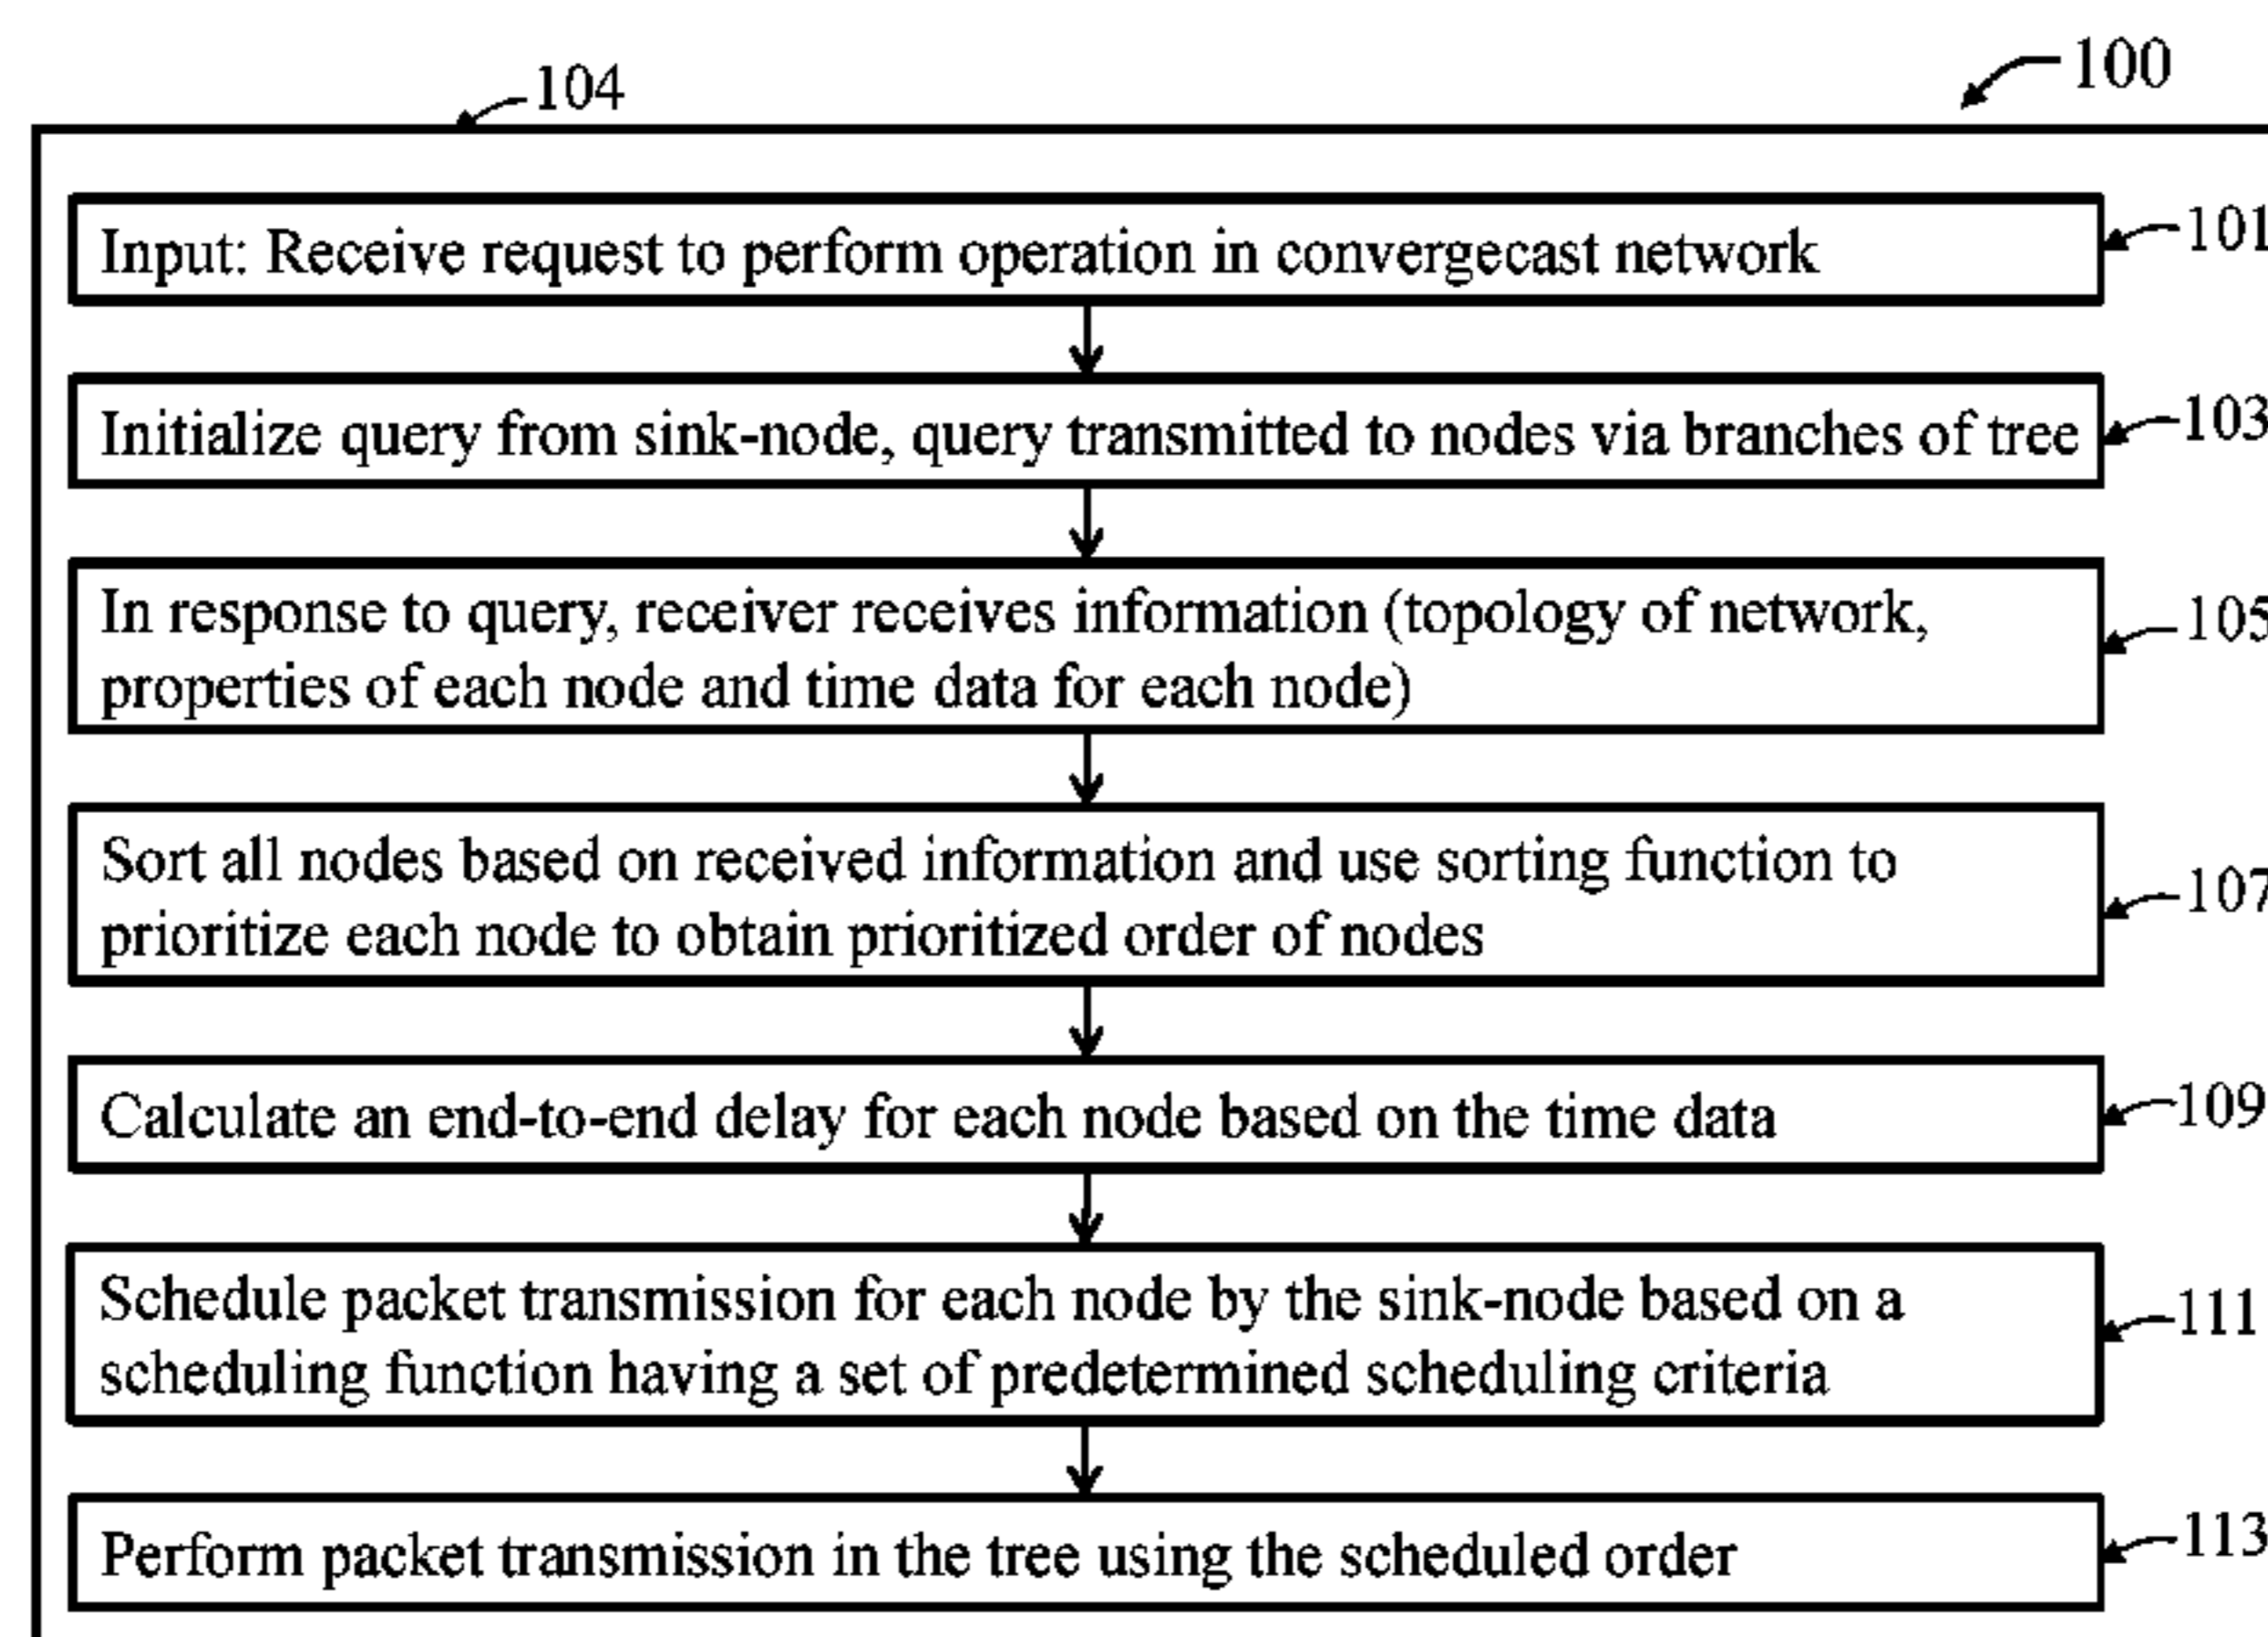 104
100
Input: Receive request to perform operation in convergecast network
101
Initialize query from sink-node, query transmitted to nodes via branches of tree
103
In response to query, receiver receives information (topology of network,
properties of each node and time data for each node)
105
Sort all nodes based on received information and use sorting function to
prioritize each node to obtain prioritized order of nodes
107
Calculate an end-to-end delay for each node based on the time data
109
Schedule packet transmission for each node by the sink-node based on a
scheduling function having a set of predetermined scheduling criteria
111
Perform packet transmission in the tree using the scheduled order
113